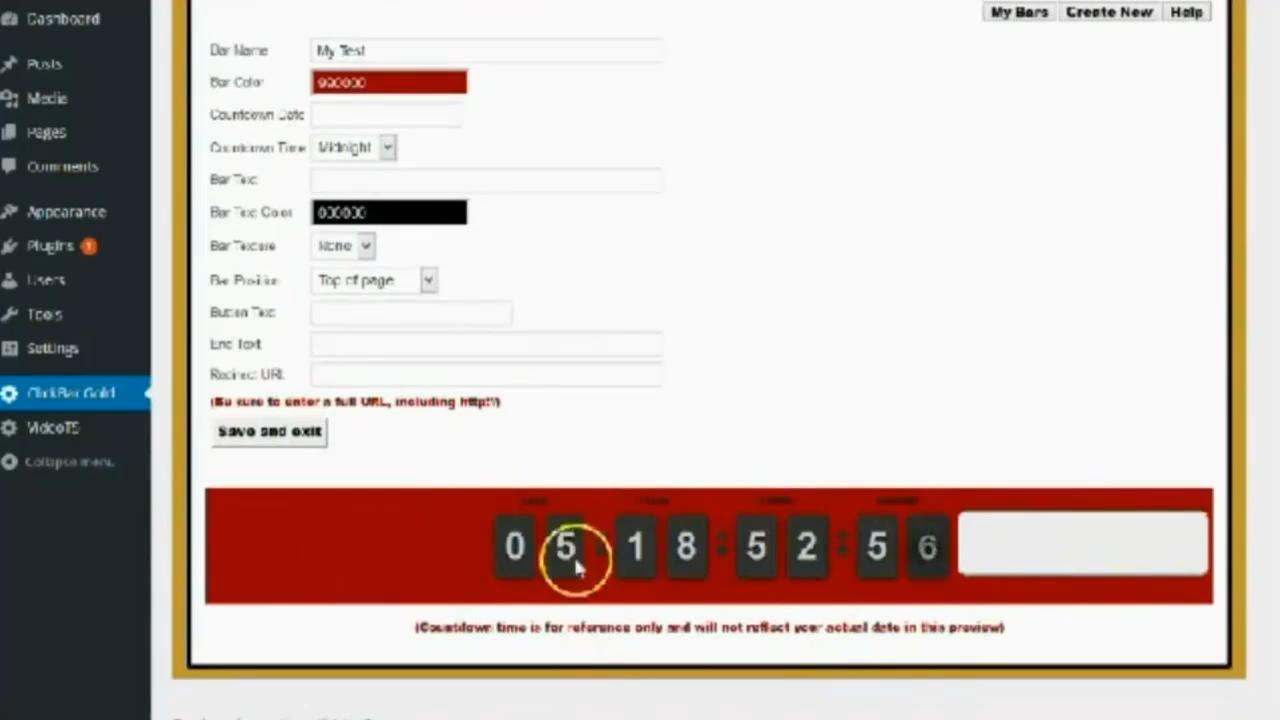 Dashboard
Posts
Media
Pages
Comments
Appearance
Plugins 1
Users
Tools
Settings
ClickBar Gold
VideoTS
Collapse menu
My Bars Create New Help
Bar Name My Test
Bar Color 990000
Countdown Date
Countdown Time Midnight
Bar Text
Bar Text Color 000000
Bar Texture None
Bar Position Top of page
Button Text
End Text
Redirect URL
(Be sure to enter a full URL, including http://)
Save and exit
0 5 : 1 8 : 5 2 : 5 6
(Countdown time is for reference only and will not reflect your actual date in this preview)